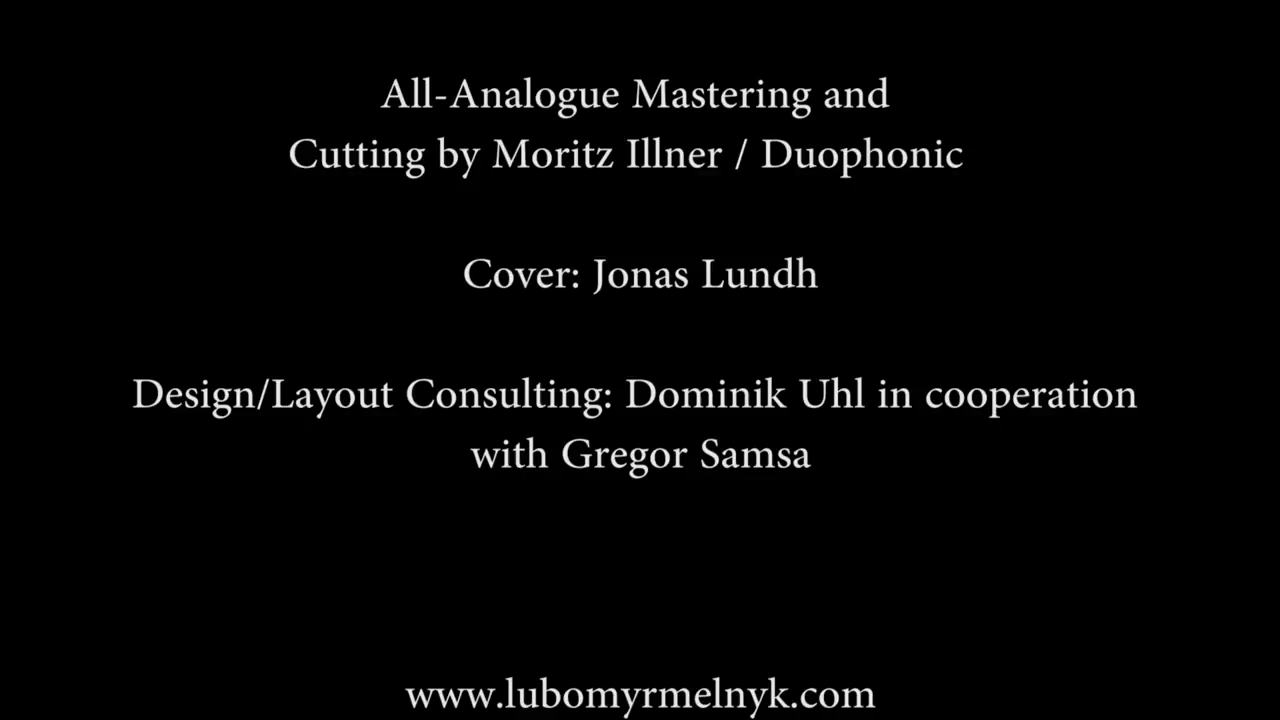 All-Analogue Mastering and
Cutting by Moritz Illner / Duophonic
Cover: Jonas Lundh
Design/Layout Consulting: Dominik Uhl in cooperation
with Gregor Samsa
www.lubomyrmelnyk.com